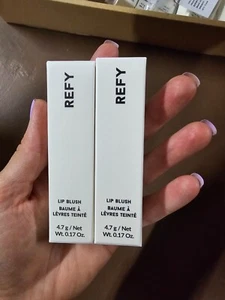 REFY
LIP BLUSH
BAUME À
LÈVRES TEINTÉ
4.7 g / Net
Wt. 0.17 Oz.
REFY
LIP BLUSH
BAUME À
LÈVRES TEINTÉ
4.7 g / Net
Wt. 0.17 Oz.